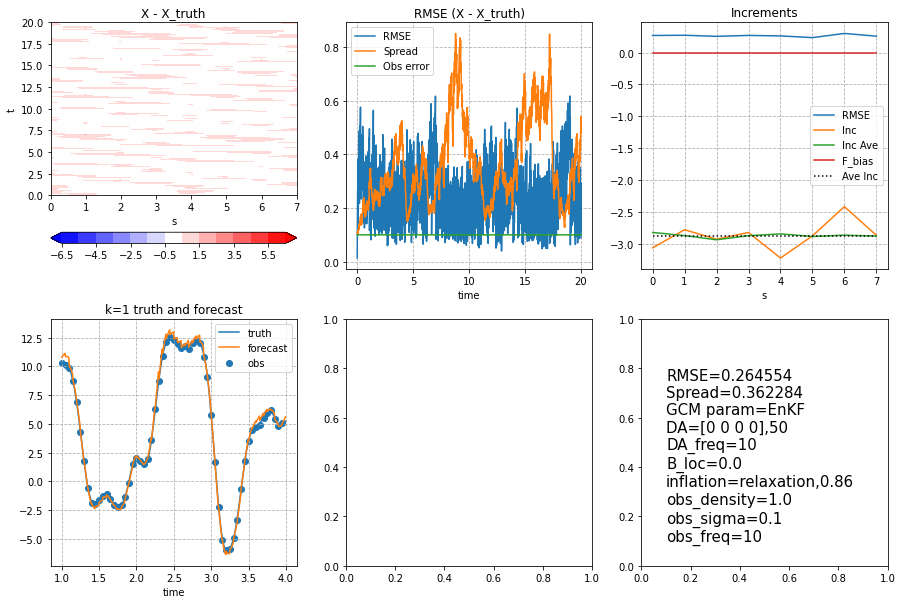 X - X_truth
20.0
17.5
15.0
12.5
10.0
7.5
5.0
2.5
0.0
t
0 1 2 3 4 5 6 7
s
−6.5 −4.5 −2.5 −0.5 1.5 3.5 5.5
RMSE (X - X_truth)
RMSE
Spread
Obs error
0.8
0.6
0.4
0.2
0.0
0 5 10 15 20
time
Increments
0.0
−0.5
−1.0
−1.5
−2.0
−2.5
−3.0
RMSE
Inc
Inc Ave
F_bias
Ave Inc
0 1 2 3 4 5 6 7
s
k=1 truth and forecast
truth
forecast
obs
12.5
10.0
7.5
5.0
2.5
0.0
−2.5
−5.0
1.0 1.5 2.0 2.5 3.0 3.5 4.0
time
1.0
0.8
0.6
0.4
0.2
0.0
0.0 0.2 0.4 0.6 0.8 1.0
1.0
0.8
0.6
0.4
0.2
0.0
RMSE=0.264554
Spread=0.362284
GCM param=EnKF
DA=[0 0 0 0],50
DA_freq=10
B_loc=0.0
inflation=relaxation,0.86
obs_density=1.0
obs_sigma=0.1
obs_freq=10
0.0 0.2 0.4 0.6 0.8 1.0